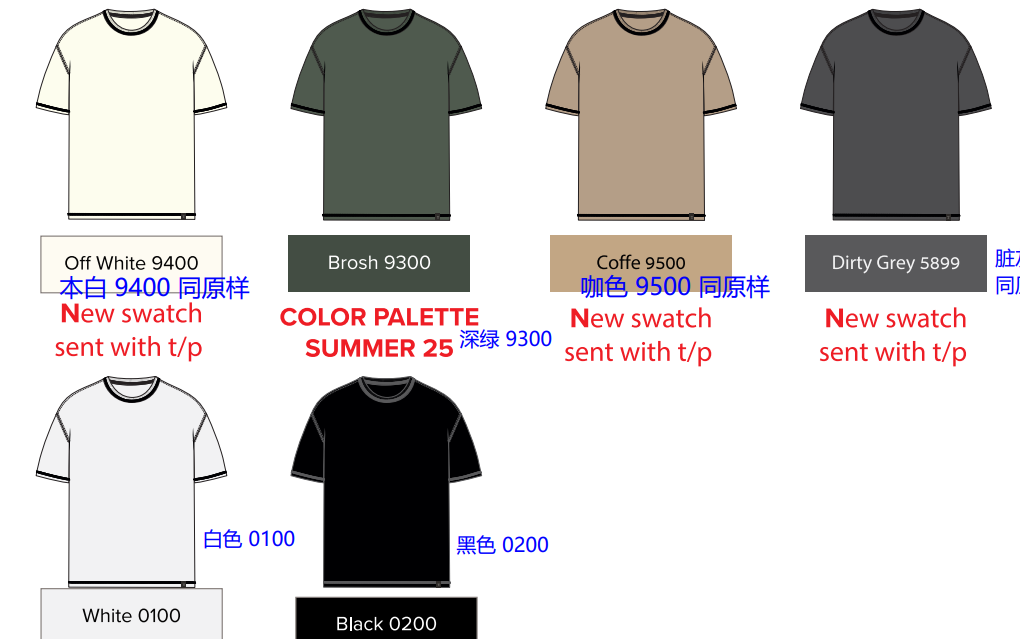 Off White 9400
本白 9400 同原样
New swatch
sent with t/p
Brosh 9300
COLOR PALETTE
SUMMER 25
深绿 9300
Coffe 9500
咖色 9500 同原样
New swatch
sent with t/p
Dirty Grey 5899
脏
同
New swatch
sent with t/p
白色 0100
White 0100
黑色 0200
Black 0200